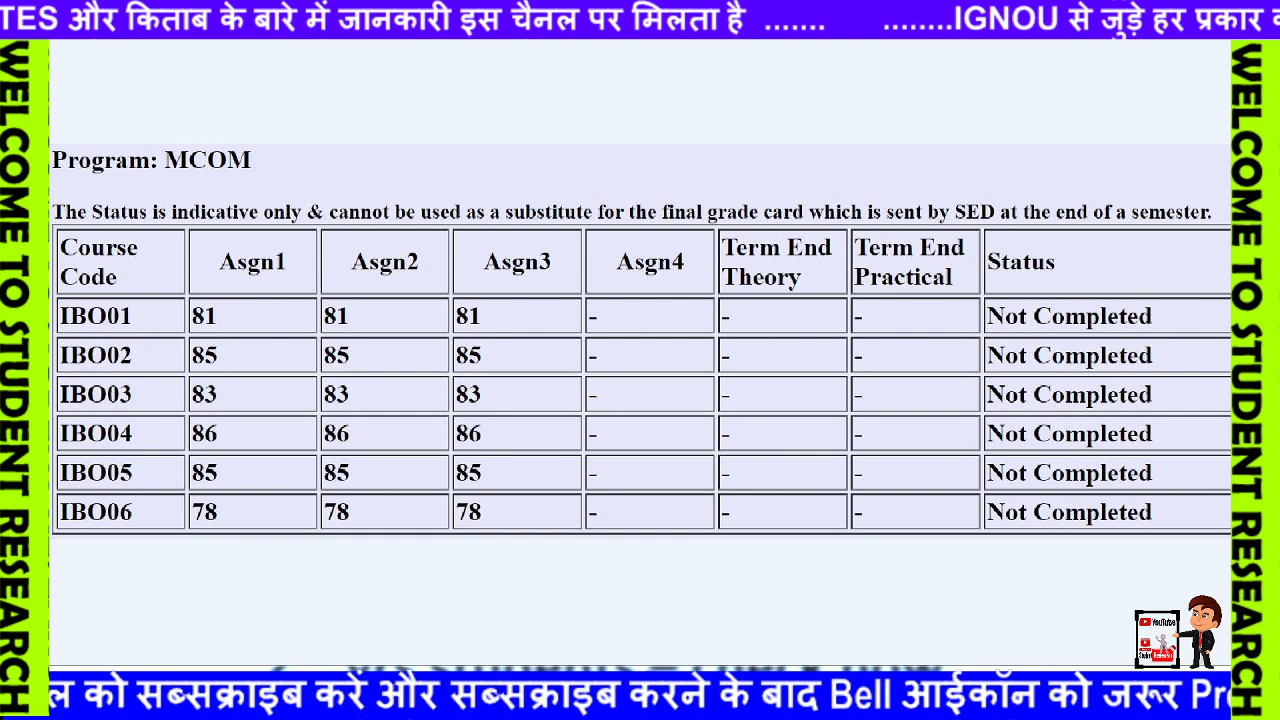 TES और किताब के बारे में जानकारी इस चैनल पर मिलता है ....... ........IGNOU से जुड़े हर प्रकार
WELCOME TO STUDENT RESEARCH
Program: MCOM
The Status is indicative only & cannot be used as a substitute for the final grade card which is sent by SED at the end of a semester.
Course Code Asgn1 Asgn2 Asgn3 Asgn4 Term End Theory Term End Practical Status
IBO01 81 81 81 - - - Not Completed
IBO02 85 85 85 - - - Not Completed
IBO03 83 83 83 - - - Not Completed
IBO04 86 86 86 - - - Not Completed
IBO05 85 85 85 - - - Not Completed
IBO06 78 78 78 - - - Not Completed
WELCOME TO STUDENT RESEARCH
YouTube
को सब्सक्राइब करें और सब्सक्राइब करने के बाद Bell आईकॉन को जरूर